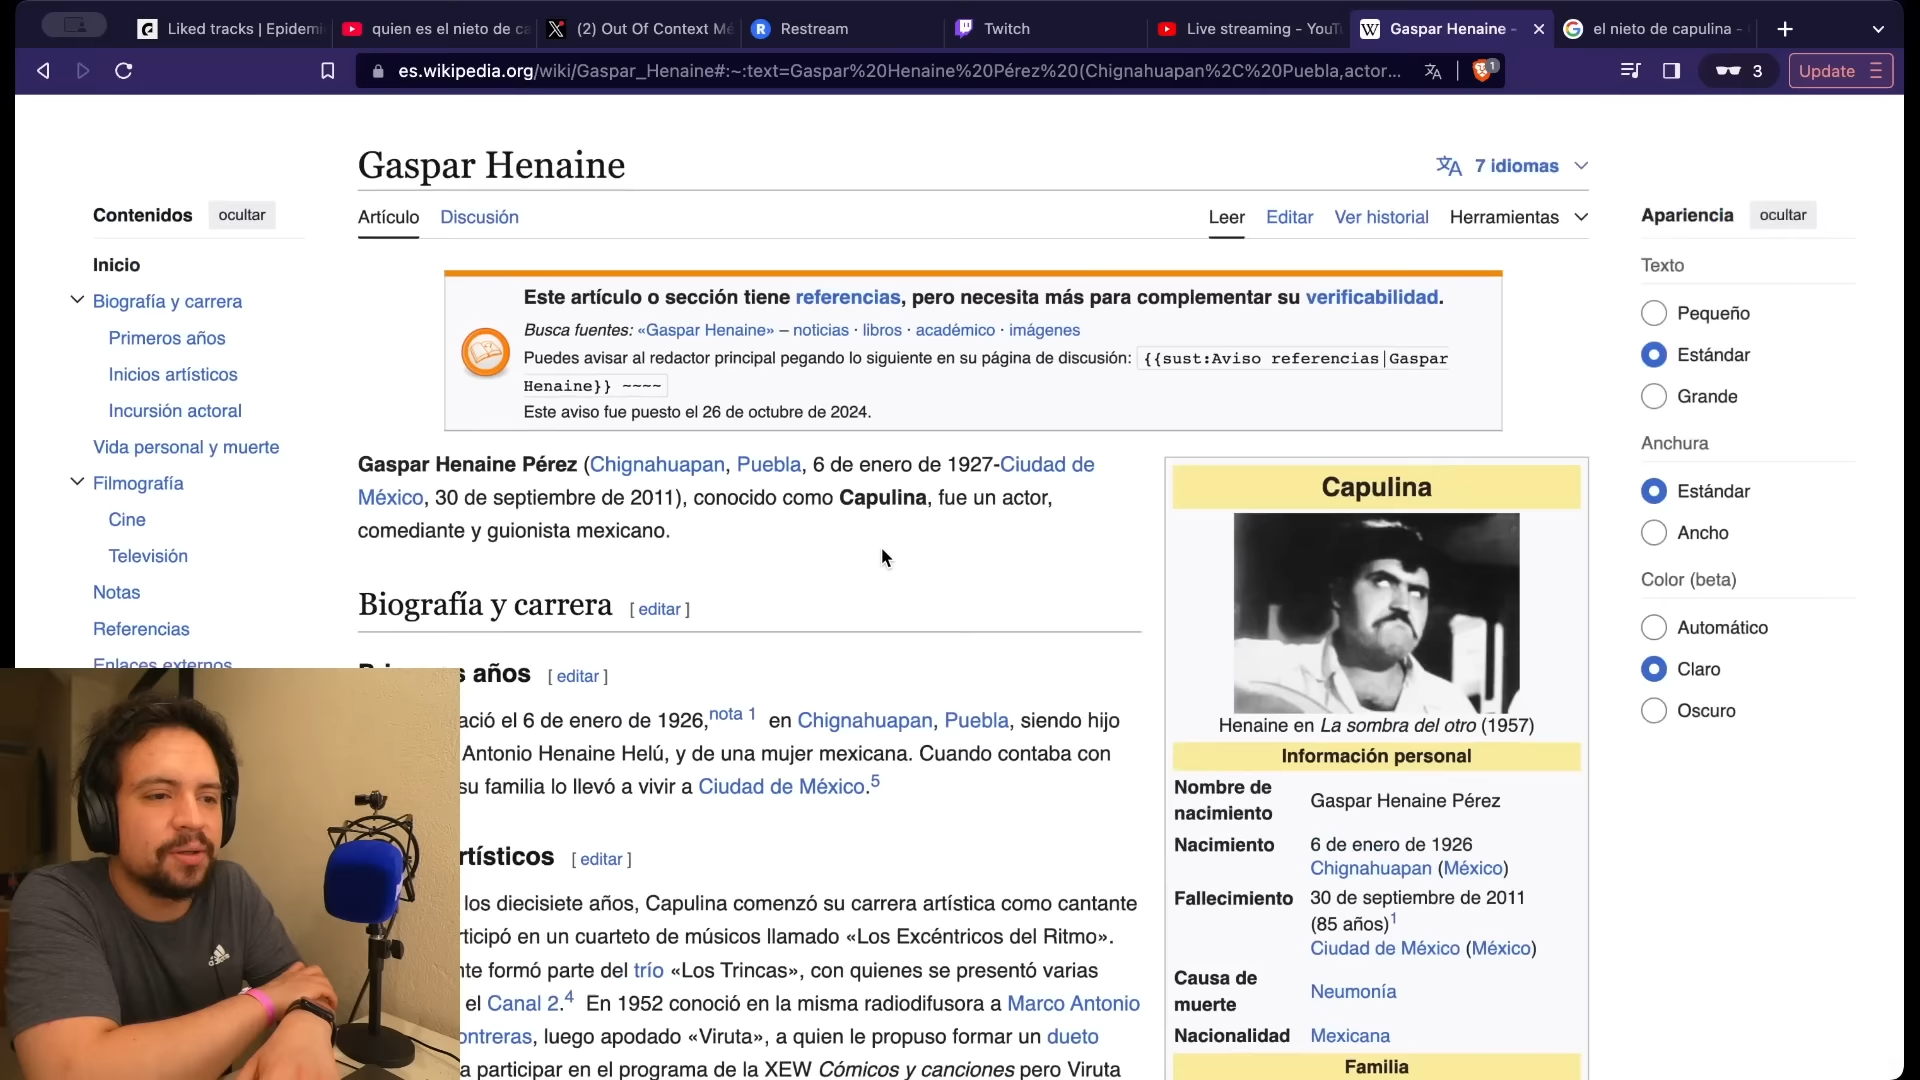 Liked tracks | Epidemi
quien es el nieto de ca
(2) Out Of Context Mé
Restream
Twitch
Live streaming - YouTu
Gaspar Henaine -
el nieto de capulina -
es.wikipedia.org/wiki/Gaspar_Henaine#:~:text=Gaspar%20Henaine%20Pérez%20(Chignahuapan%2C%20Puebla,actor...
1
3
Update
Gaspar Henaine
7 idiomas
Contenidos
ocultar
Inicio
Biografía y carrera
Primeros años
Inicios artísticos
Incursión actoral
Vida personal y muerte
Filmografía
Cine
Televisión
Notas
Referencias
Enlaces externos
Artículo Discusión
Leer Editar Ver historial Herramientas
Este artículo o sección tiene referencias, pero necesita más para complementar su verificabilidad.
Busca fuentes: «Gaspar Henaine» – noticias · libros · académico · imágenes
Puedes avisar al redactor principal pegando lo siguiente en su página de discusión: {{sust:Aviso referencias|Gaspar
Henaine}} ~~~~
Este aviso fue puesto el 26 de octubre de 2024.
Gaspar Henaine Pérez (Chignahuapan, Puebla, 6 de enero de 1927-Ciudad de
México, 30 de septiembre de 2011), conocido como Capulina, fue un actor,
comediante y guionista mexicano.
Biografía y carrera [ editar ]
años [ editar ]
ació el 6 de enero de 1926,nota 1 en Chignahuapan, Puebla, siendo hijo
Antonio Henaine Helú, y de una mujer mexicana. Cuando contaba con
su familia lo llevó a vivir a Ciudad de México.5
rtísticos [ editar ]
los diecisiete años, Capulina comenzó su carrera artística como cantante
rticipó en un cuarteto de músicos llamado «Los Excéntricos del Ritmo».
nte formó parte del trío «Los Trincas», con quienes se presentó varias
el Canal 2.4 En 1952 conoció en la misma radiodifusora a Marco Antonio
ontreras, luego apodado «Viruta», a quien le propuso formar un dueto
a participar en el programa de la XEW Cómicos y canciones pero Viruta
Capulina
Henaine en La sombra del otro (1957)
Información personal
Nombre de
nacimiento
Gaspar Henaine Pérez
Nacimiento 6 de enero de 1926
Chignahuapan (México)
Fallecimiento 30 de septiembre de 2011
(85 años)1
Ciudad de México (México)
Causa de
muerte
Neumonía
Nacionalidad Mexicana
Familia
Apariencia
ocultar
Texto
Pequeño
Estándar
Grande
Anchura
Estándar
Ancho
Color (beta)
Automático
Claro
Oscuro
adidas